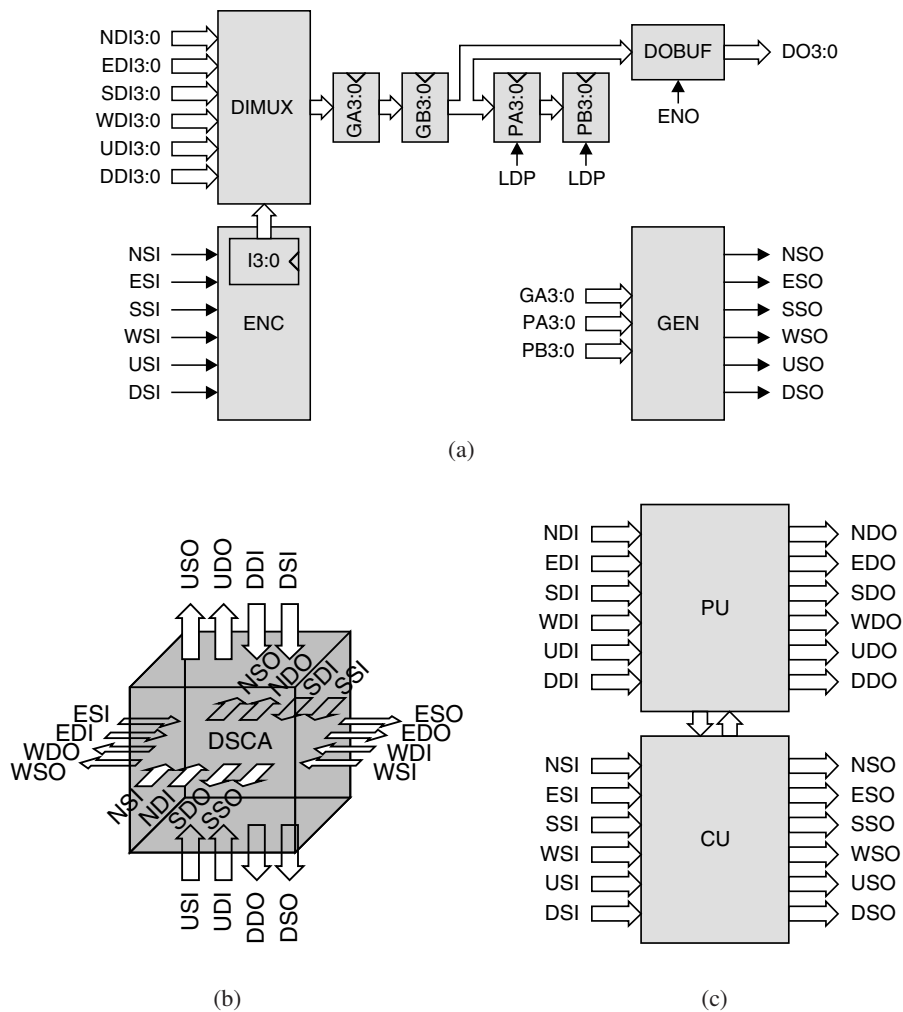 NDI3:0
EDI3:0
SDI3:0
WDI3:0
UDI3:0
DDI3:0
DIMUX
GA3:0
GB3:0
PA3:0
PB3:0
LDP
LDP
DOBUF
DO3:0
ENO
NSI
ESI
SSI
WSI
USI
DSI
I3:0
ENC
GA3:0
PA3:0
PB3:0
GEN
NSO
ESO
SSO
WSO
USO
DSO
(a)
USO
UDO
DDI
DSI
NSO
NDO
SDI
SSI
ESI
EDI
WDO
WSO
DSCA
ESO
EDO
WDI
WSI
NSI
NDI
SDO
SSO
USI
UDI
DDO
DSO
(b)
NDI
EDI
SDI
WDI
UDI
DDI
PU
NDO
EDO
SDO
WDO
UDO
DDO
NSI
ESI
SSI
WSI
USI
DSI
CU
NSO
ESO
SSO
WSO
USO
DSO
(c)